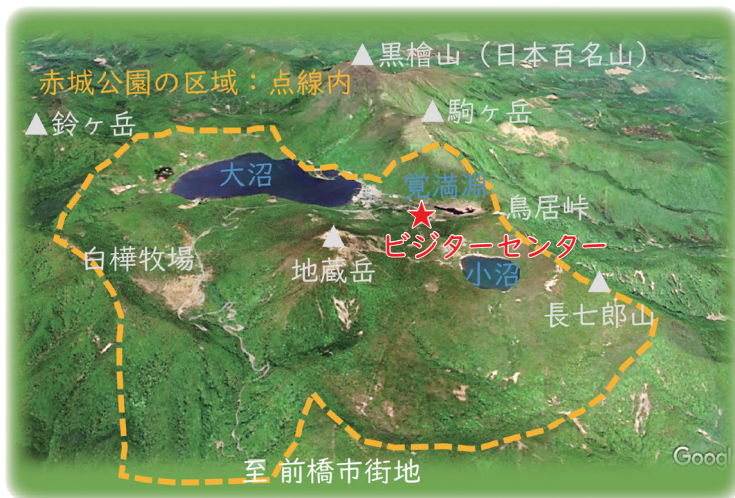 黒檜山（日本百名山）
赤城公園の区域：点線内
駒ヶ岳
鈴ヶ岳
大沼
覚満淵
鳥居峠
ビジターセンター
白樺牧場
地蔵岳
小沼
長七郎山
至 前橋市街地
Googl